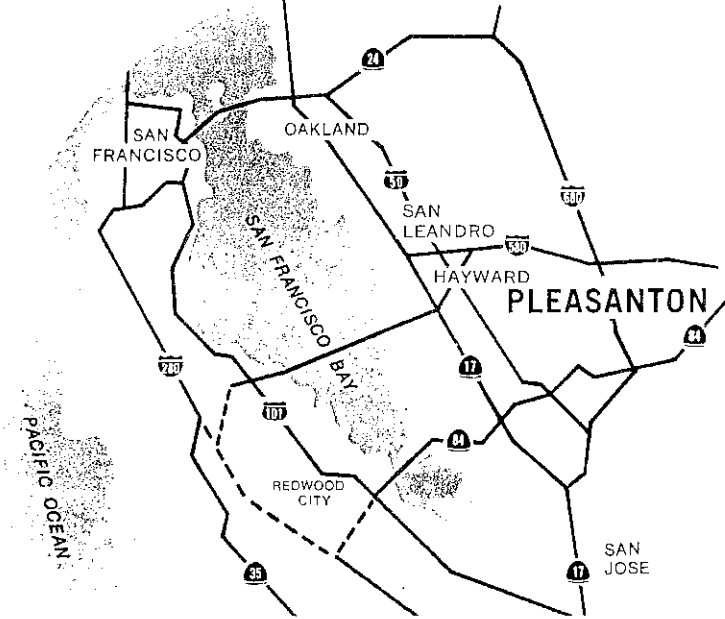 24
SAN
FRANCISCO
OAKLAND
50
680
SAN
LEANDRO
580
SAN FRANCISCO BAY
HAYWARD
PLEASANTON
84
280
17
101
PACIFIC OCEAN
84
REDWOOD
CITY
35
17
SAN
JOSE